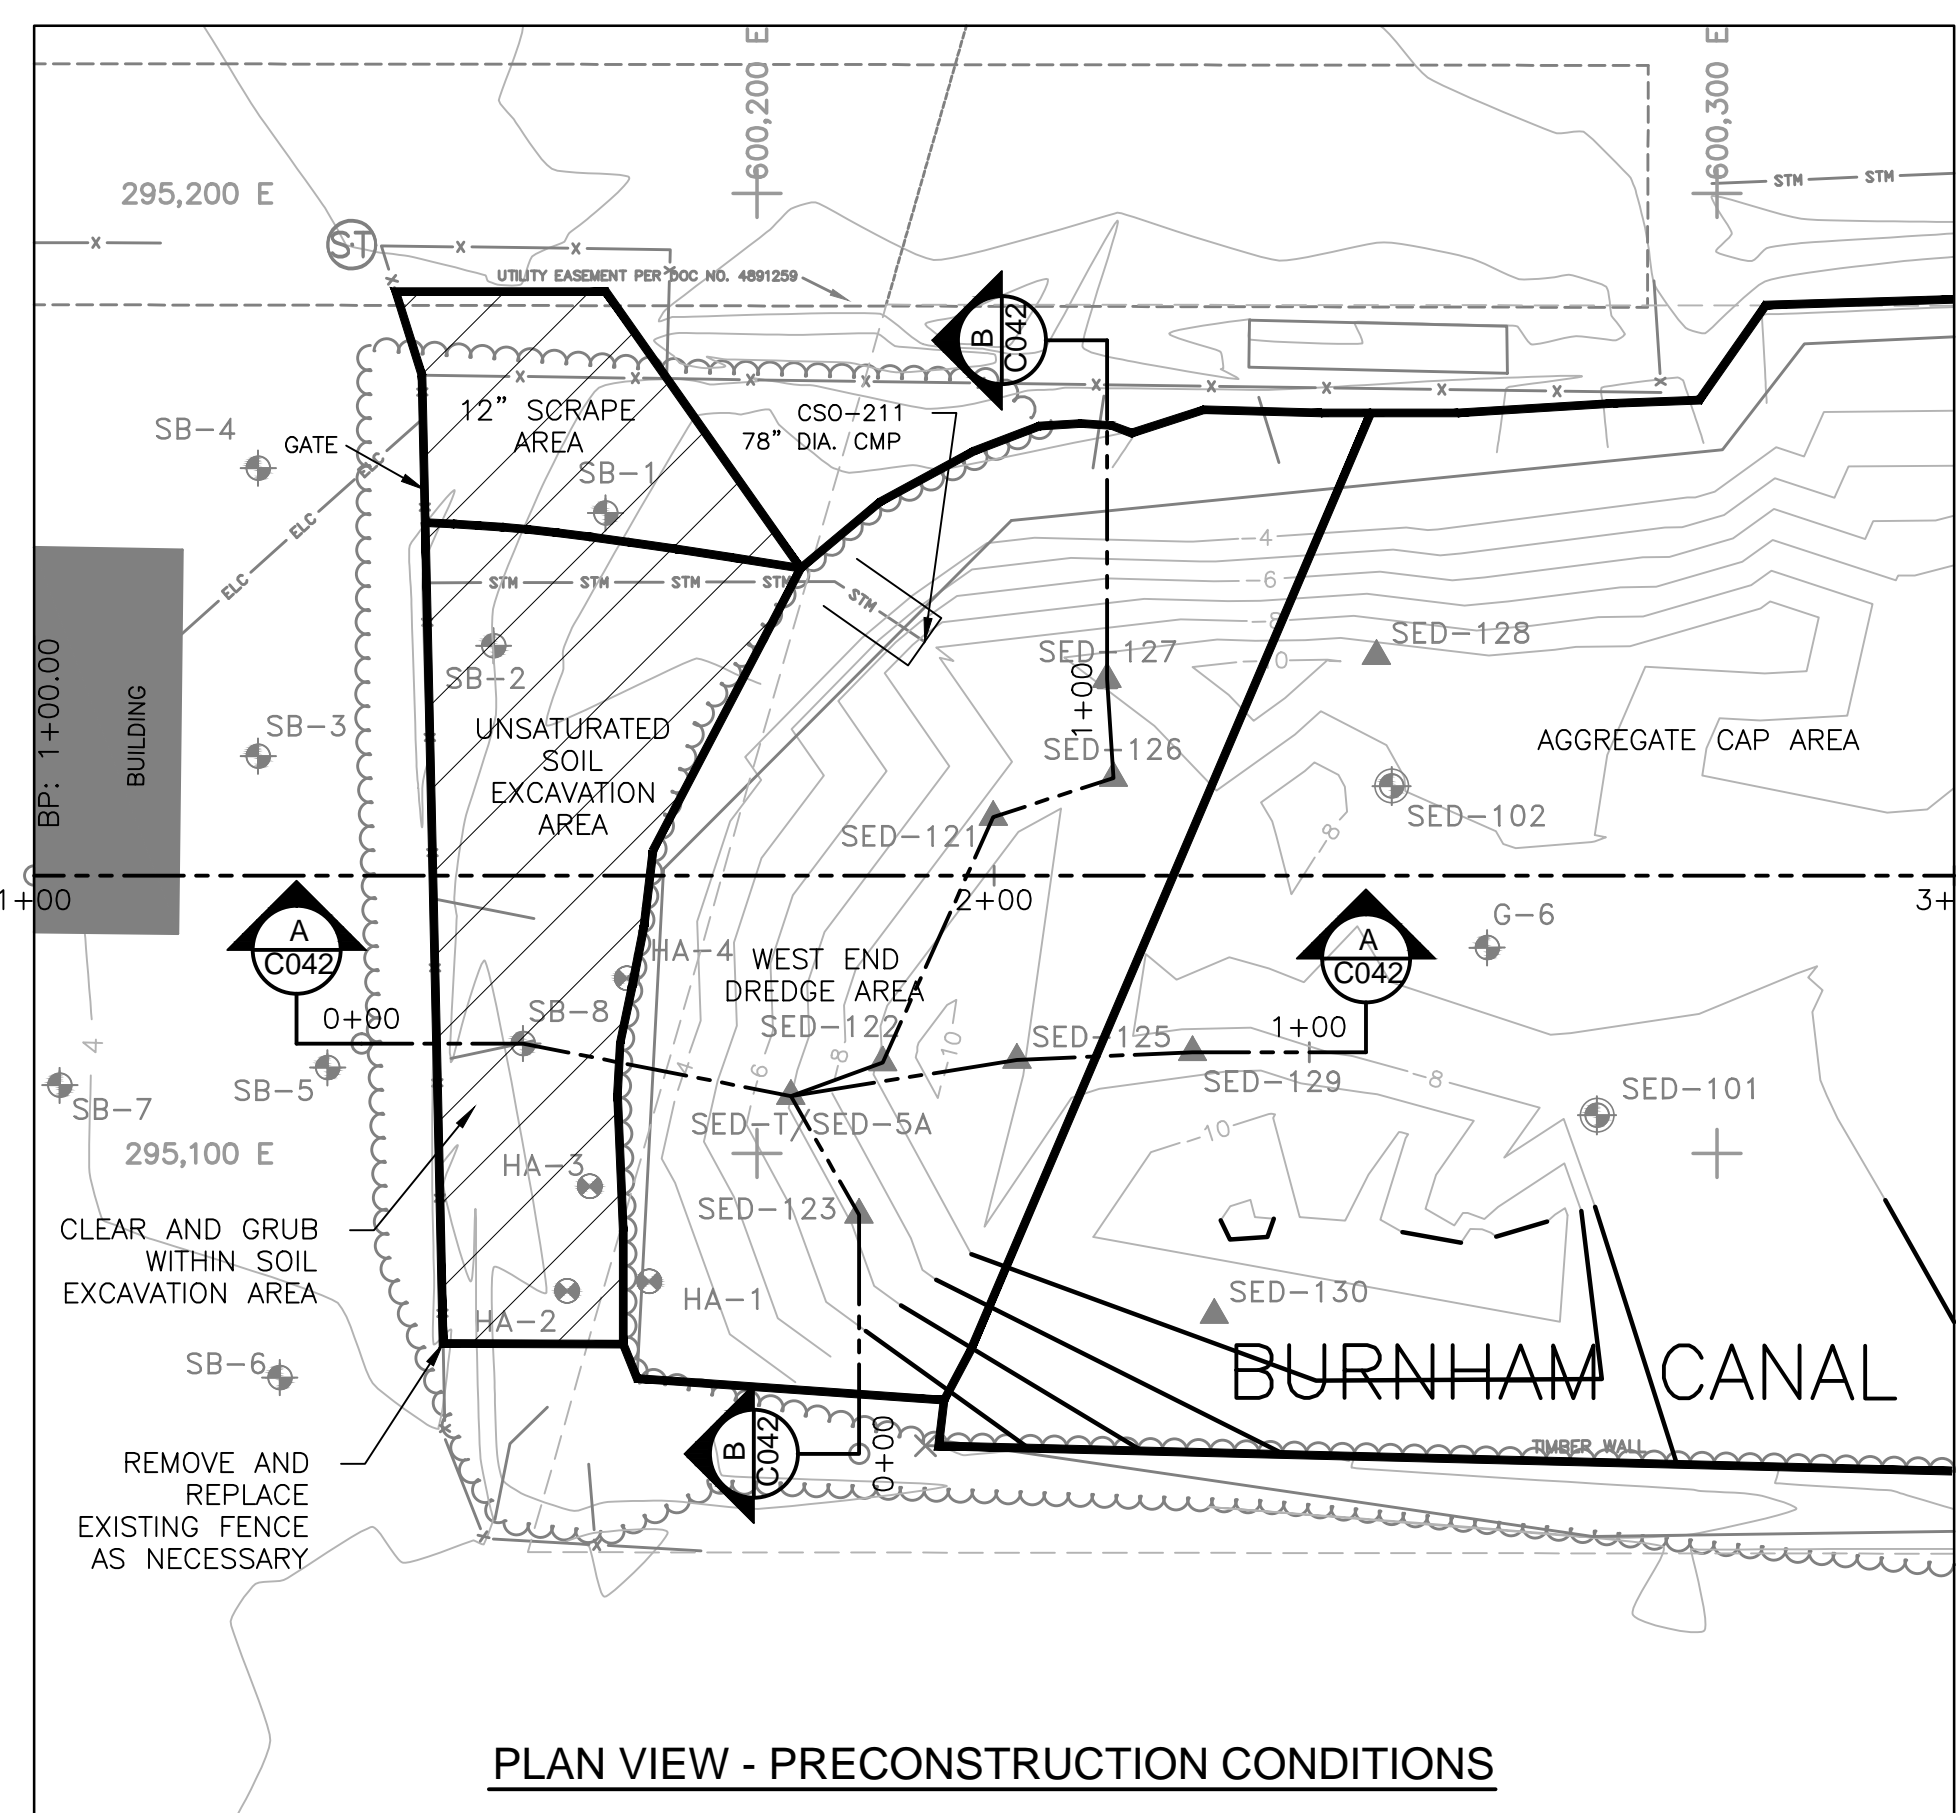 600,200 E
600,300 E
295,200 E
STM
STM
ST
UTILITY EASEMENT PER DOC NO. 4891259
B
C042
12” SCRAPE
AREA
CSO-211
78” DIA. CMP
SB-4
GATE
ELC
SB-1
ELC
ELC
-4
-6
-8
-10
STM
STM
STM
STM
STM
SB-2
SED-127
SED-128
1+00
SED-126
BP: 1+00.00
BUILDING
SB-3
UNSATURATED
SOIL
EXCAVATION
AREA
AGGREGATE CAP AREA
SED-102
SED-121
-8
1+00
2+00
3+
A
C042
A
C042
G-6
HA-4
WEST END
DREDGE AREA
0+00
SB-8
SED-122
SED-125
1+00
4
-4
-6
-8
-10
SB-5
SB-7
SED-129
-8
SED-101
SED-T/SED-5A
-10
295,100 E
HA-3
SED-123
CLEAR AND GRUB
WITHIN SOIL
EXCAVATION AREA
HA-1
HA-2
SED-130
SB-6
BURNHAM CANAL
B
C042
0+00
TIMBER WALL
REMOVE AND
REPLACE
EXISTING FENCE
AS NECESSARY
PLAN VIEW - PRECONSTRUCTION CONDITIONS